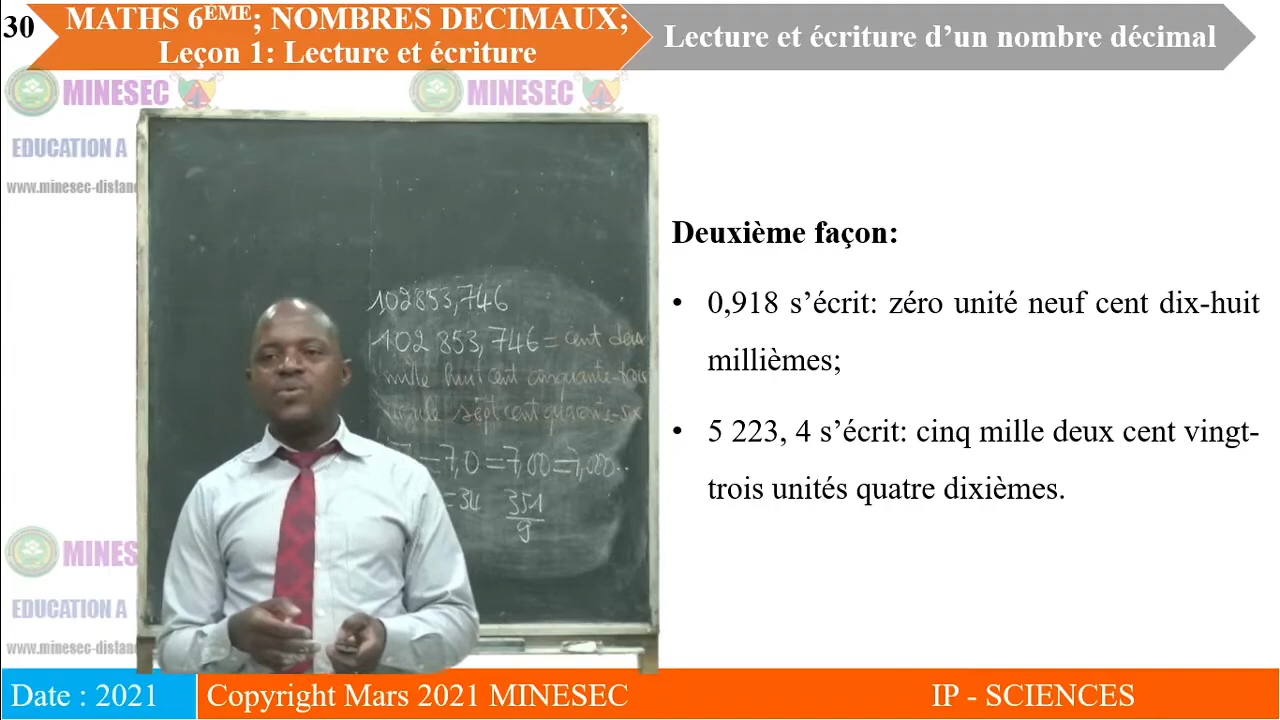 30
MATHS 6EME; NOMBRES DECIMAUX;
Leçon 1: Lecture et écriture
Lecture et écriture d’un nombre décimal
MINESEC
MINESEC
EDUCATION A
www.minesec-distan
102853,746
102 853, 746 = cent deux
mille huit cent cinquante-trois
virgule sept cent quarante-six
= 7,0 = 7,00 = 7,000..
= 34 351/9
Deuxième façon:
• 0,918 s’écrit: zéro unité neuf cent dix-huit
millièmes;
• 5 223, 4 s’écrit: cinq mille deux cent vingt-
trois unités quatre dixièmes.
MINES
EDUCATION A
www.minesec-distan
Date : 2021
Copyright Mars 2021 MINESEC
IP - SCIENCES